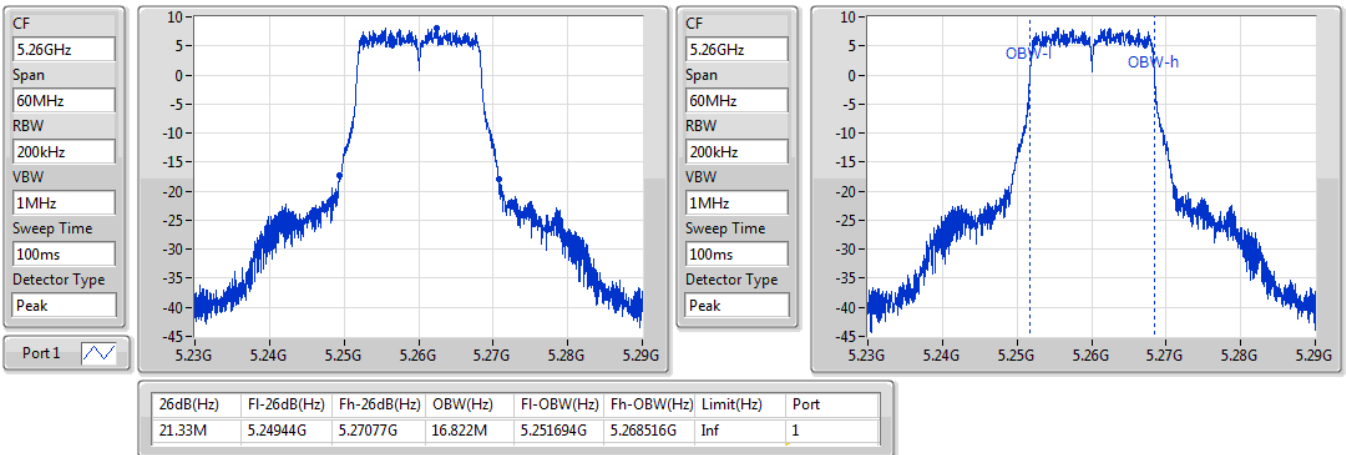 CF
5.26GHz
Span
60MHz
RBW
200kHz
VBW
1MHz
Sweep Time
100ms
Detector Type
Peak
Port 1
10
5
0
-5
-10
-15
-20
-25
-30
-35
-40
-45
5.23G 5.24G 5.25G 5.26G 5.27G 5.28G 5.29G
CF
5.26GHz
Span
60MHz
RBW
200kHz
VBW
1MHz
Sweep Time
100ms
Detector Type
Peak
10
5
0
-5
-10
-15
-20
-25
-30
-35
-40
-45
OBW-l
OBW-h
5.23G 5.24G 5.25G 5.26G 5.27G 5.28G 5.29G
26dB(Hz) Fl-26dB(Hz) Fh-26dB(Hz) OBW(Hz) Fl-OBW(Hz) Fh-OBW(Hz) Limit(Hz) Port
21.33M 5.24944G 5.27077G 16.822M 5.251694G 5.268516G Inf 1